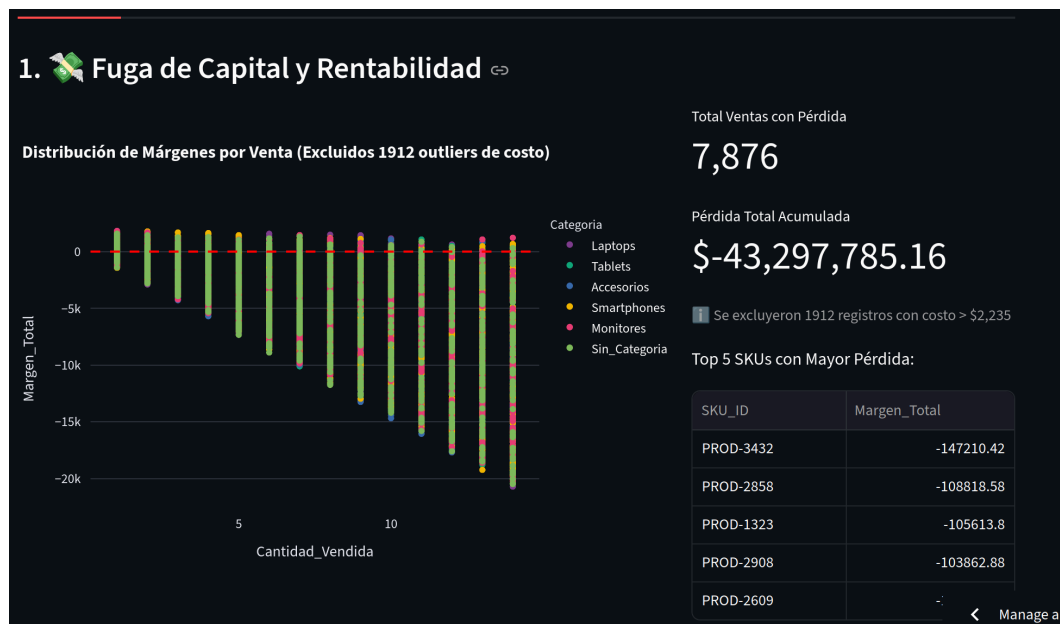 1. 💸 Fuga de Capital y Rentabilidad
Distribución de Márgenes por Venta (Excluidos 1912 outliers de costo)
Margen_Total
0
−5k
−10k
−15k
−20k
5
10
Cantidad_Vendida
Categoria
Laptops
Tablets
Accesorios
Smartphones
Monitores
Sin_Categoria
Total Ventas con Pérdida
7,876
Pérdida Total Acumulada
$-43,297,785.16
ℹ️ Se excluyeron 1912 registros con costo > $2,235
Top 5 SKUs con Mayor Pérdida:
SKU_ID Margen_Total
PROD-3432 -147210.42
PROD-2858 -108818.58
PROD-1323 -105613.8
PROD-2908 -103862.88
PROD-2609
Manage a